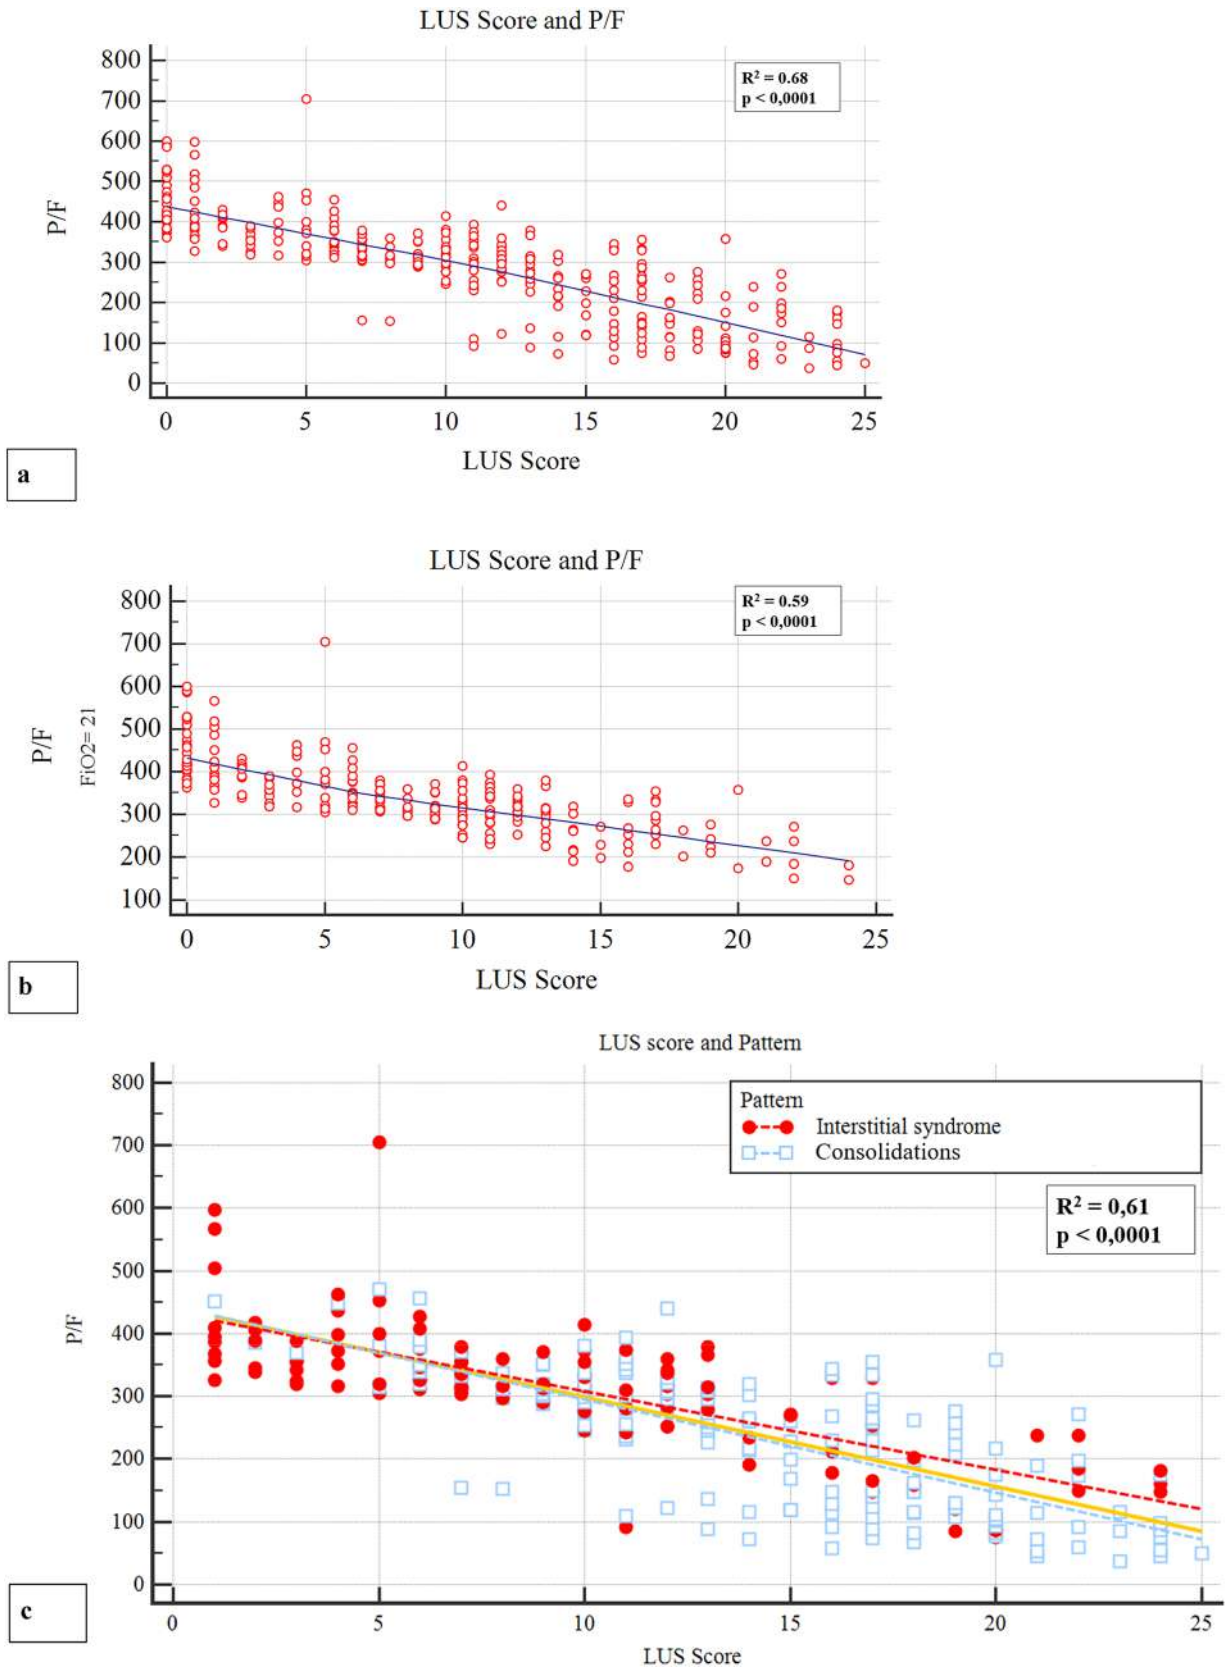 LUS Score and P/F
R² = 0.68
p < 0,0001
800
700
600
500
400
300
200
100
0
P/F
0 5 10 15 20 25
LUS Score
a
LUS Score and P/F
R² = 0.59
p < 0,0001
800
700
600
500
400
300
200
100
P/F
FiO2= 21
0 5 10 15 20 25
LUS Score
b
LUS score and Pattern
Pattern
Interstitial syndrome
Consolidations
R² = 0,61
p < 0,0001
800
700
600
500
400
300
200
100
0
P/F
0 5 10 15 20 25
LUS Score
c